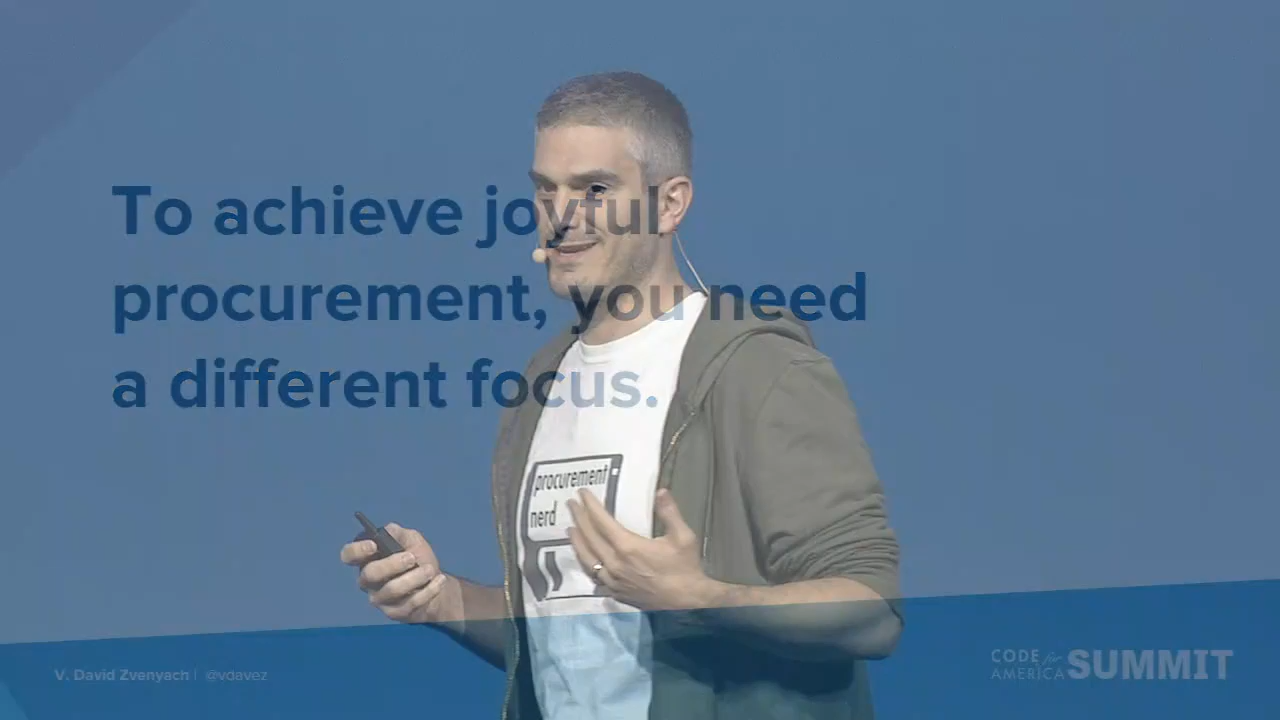 To achieve joyful
procurement, you need
a different focus.
procurement
nerd
V. David Zvenyach | @vdavez
CODE for
AMERICA
SUMMIT